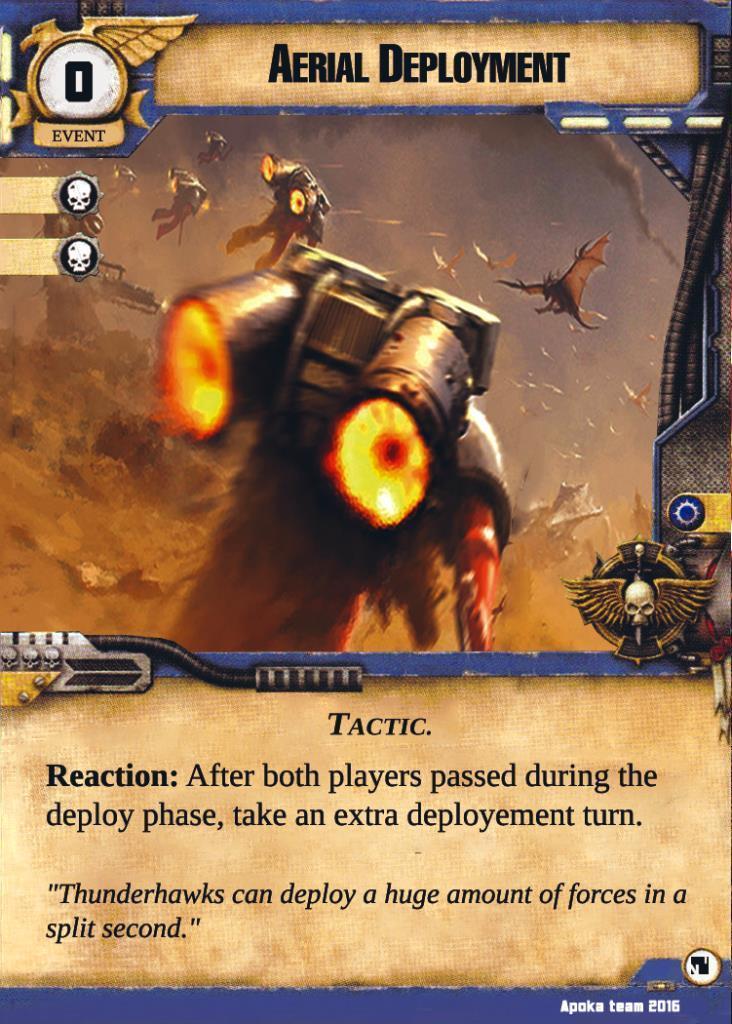 AERIAL DEPLOYMENT
0
EVENT
TACTIC.
Reaction: After both players passed during the
deploy phase, take an extra deployement turn.
"Thunderhawks can deploy a huge amount of forces in a
split second."
Apoka team 2016